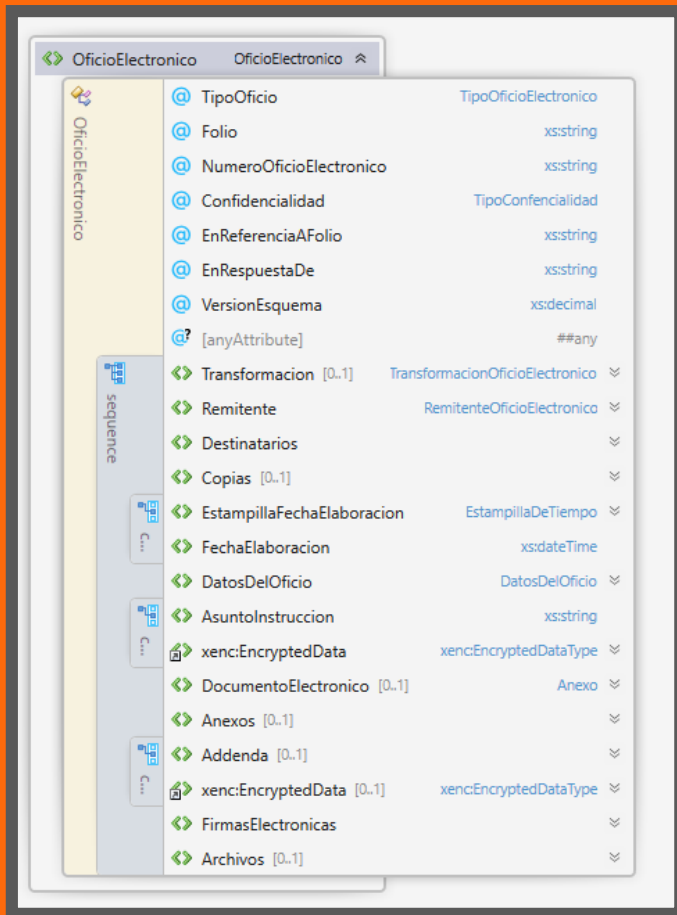 OficioElectronico OficioElectronico
OficioElectronico
@ TipoOficio TipoOficioElectronico
@ Folio xs:string
@ NumeroOficioElectronico xs:string
@ Confidencialidad TipoConfencialidad
@ EnReferenciaAFolio xs:string
@ EnRespuestaDe xs:string
@ VersionEsquema xs:decimal
@? [anyAttribute] ##any
sequence
Transformacion [0..1] TransformacionOficioElectronico
Remitente RemitenteOficioElectronico
Destinatarios
Copias [0..1]
C...
EstampillaFechaElaboracion EstampillaDeTiempo
FechaElaboracion xs:dateTime
DatosDelOficio DatosDelOficio
C...
AsuntoInstruccion xs:string
xenc:EncryptedData xenc:EncryptedDataType
DocumentoElectronico [0..1] Anexo
Anexos [0..1]
C...
Addenda [0..1]
xenc:EncryptedData [0..1] xenc:EncryptedDataType
FirmasElectronicas
Archivos [0..1]